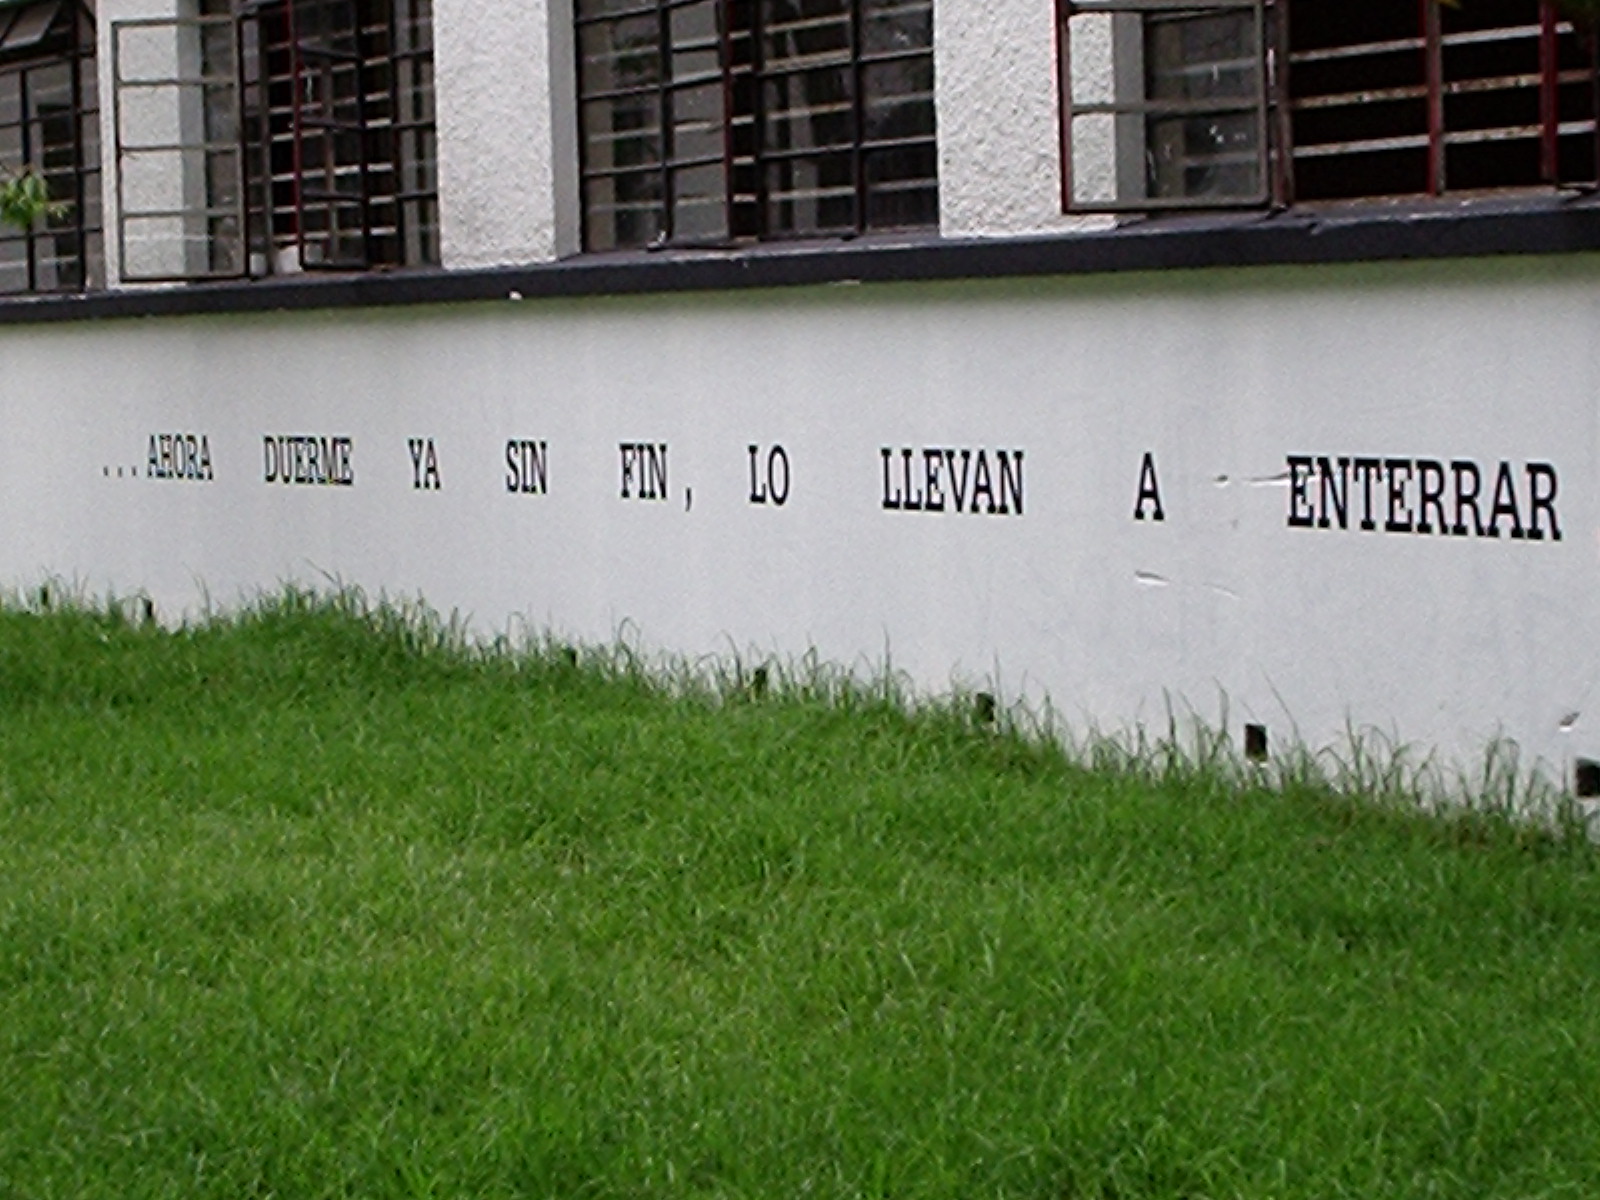 ...AHORA DUERME YA SIN FIN, LO LLEVAN A ENTERRAR